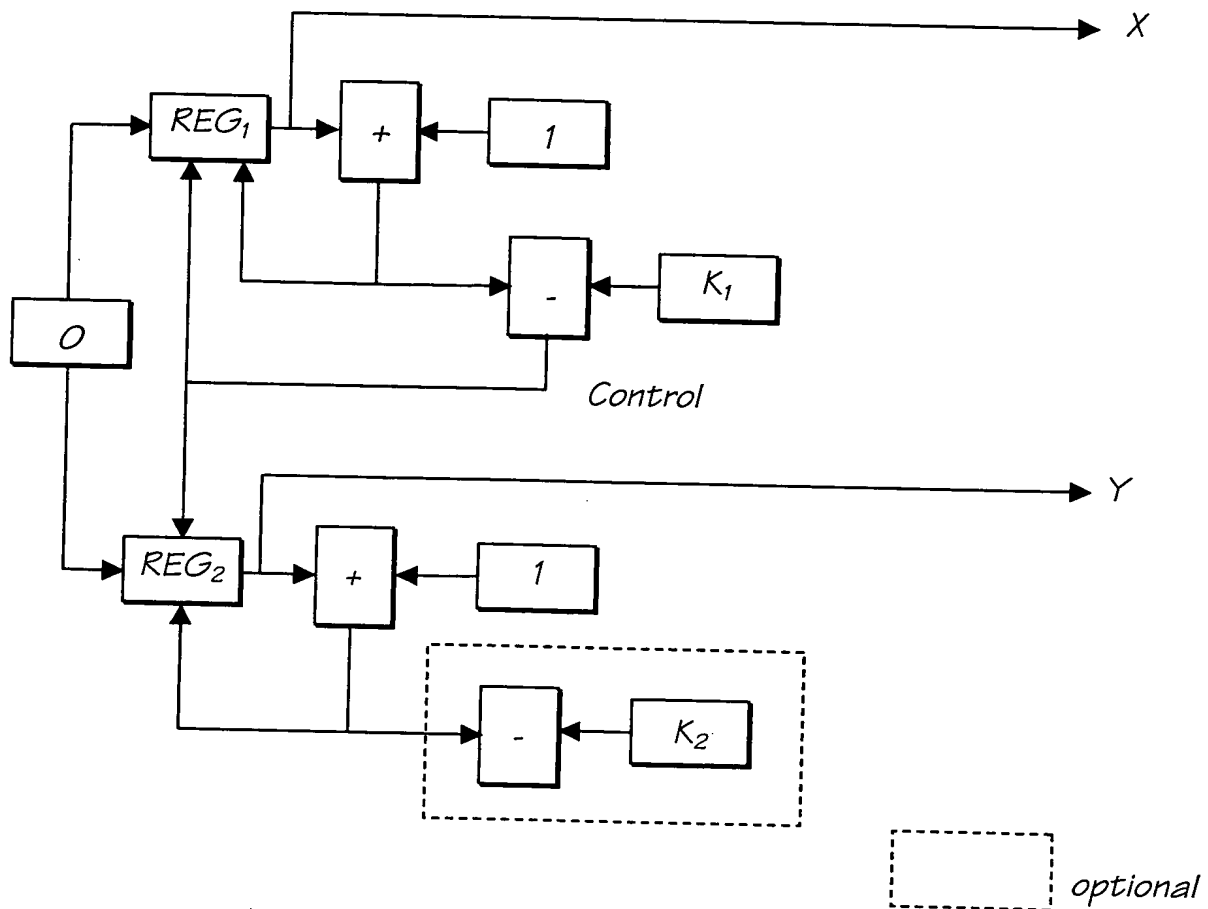 X
REG₁
+
1
-
K₁
0
Control
Y
REG₂
+
1
-
K₂
optional